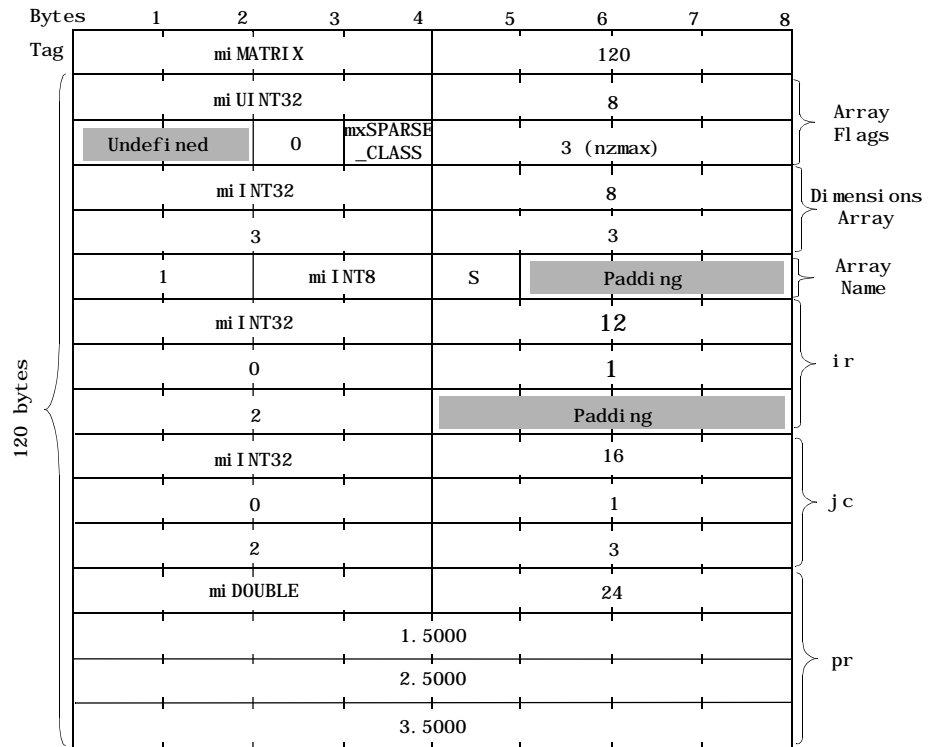 Bytes 1 2 3 4 5 6 7 8
Tag miMATRIX 120
miUINT32 8
Array
Flags
Undefined 0 mxSPARSE
_CLASS 3 (nzmax)
miINT32 8
Dimensions
Array
3 3
1 miINT8 S Padding
Array
Name
miINT32 12
0 1
ir
2 Padding
120 bytes
miINT32 16
0 1
jc
2 3
miDOUBLE 24
1.5000
2.5000
pr
3.5000